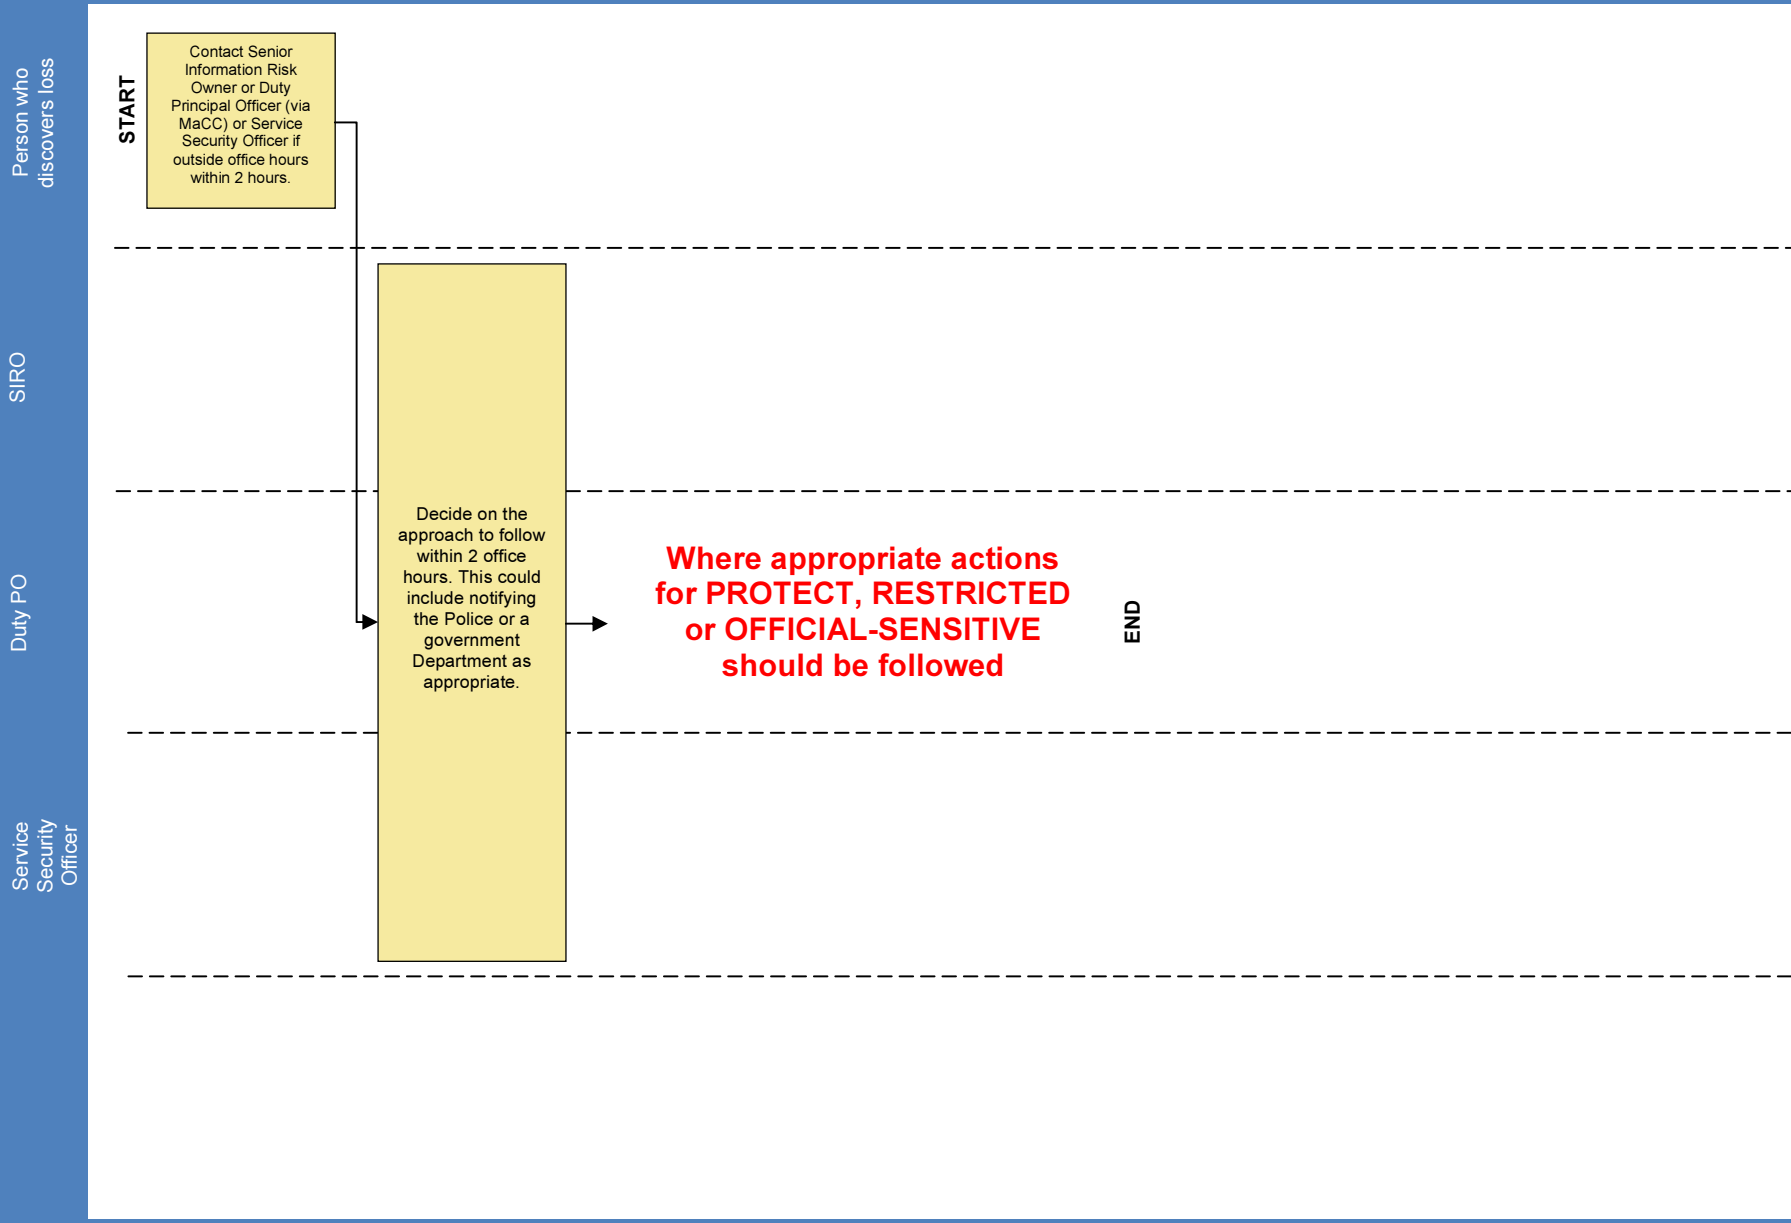 Person who
discovers loss
START
Contact Senior
Information Risk
Owner or Duty
Principal Officer (via
MaCC) or Service
Security Officer if
outside office hours
within 2 hours.
SIRO
Duty PO
Decide on the
approach to follow
within 2 office
hours. This could
include notifying
the Police or a
government
Department as
appropriate.
Where appropriate actions
for PROTECT, RESTRICTED
or OFFICIAL-SENSITIVE
should be followed
END
Service
Security
Officer